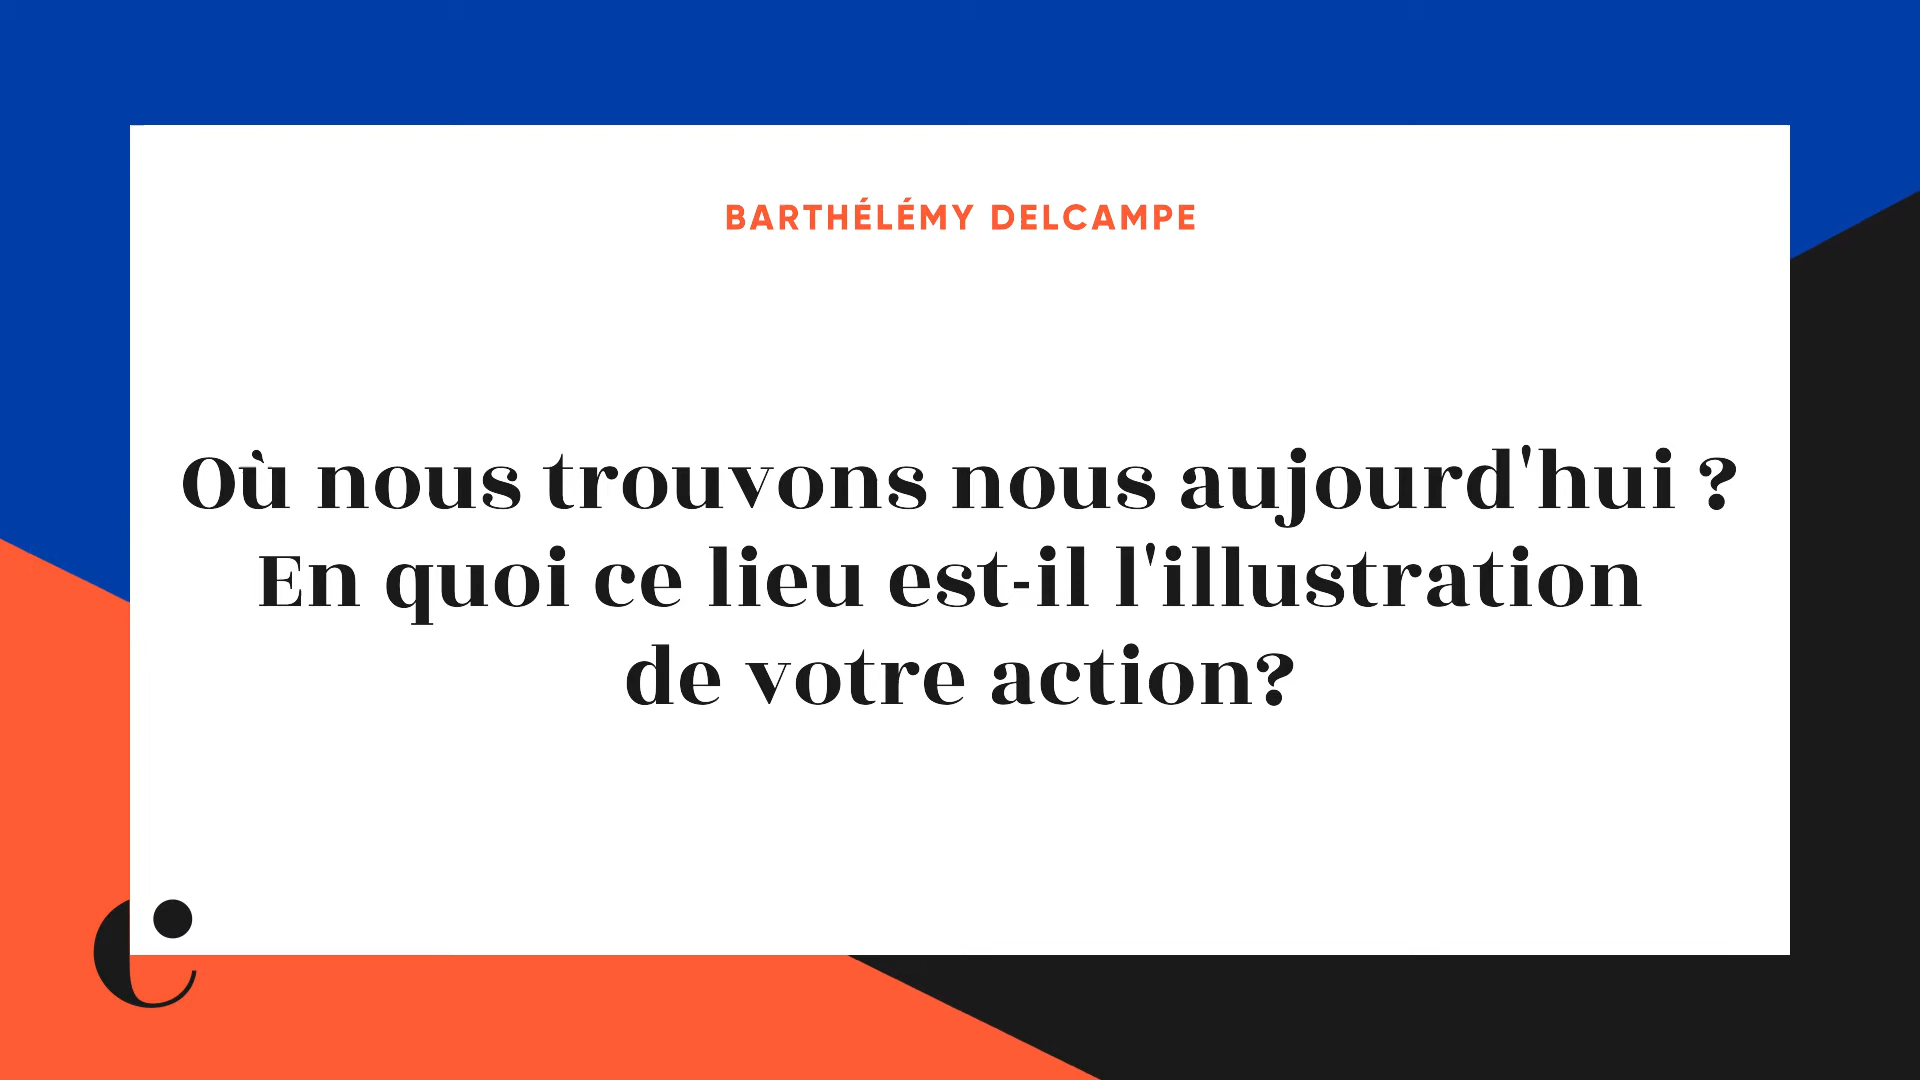 BARTHÉLÉMY DELCAMPE
Où nous trouvons nous aujourd'hui ?
En quoi ce lieu est-il l'illustration
de votre action?